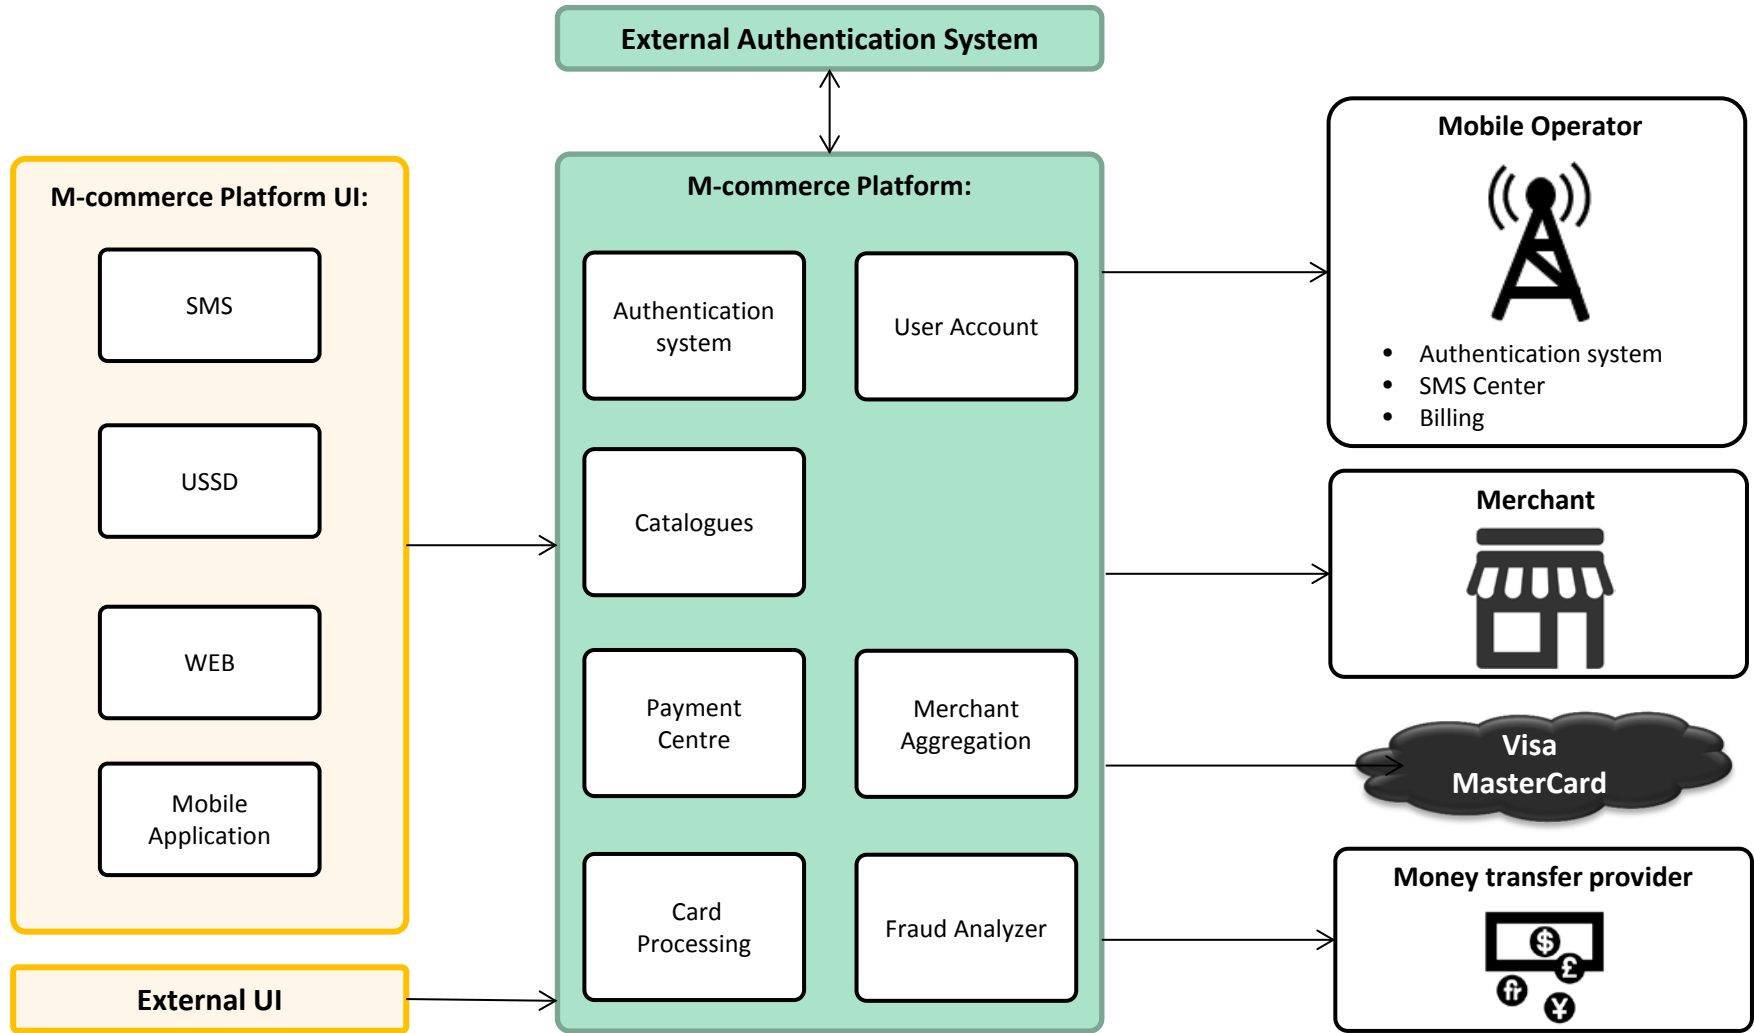 External Authentication System
M-commerce Platform UI:
SMS
USSD
WEB
Mobile
Application
External UI
M-commerce Platform:
Authentication
system
User Account
Catalogues
Payment
Centre
Merchant
Aggregation
Card
Processing
Fraud Analyzer
Mobile Operator
• Authentication system
• SMS Center
• Billing
Merchant
Visa
MasterCard
Money transfer provider
$
£
fr
¥